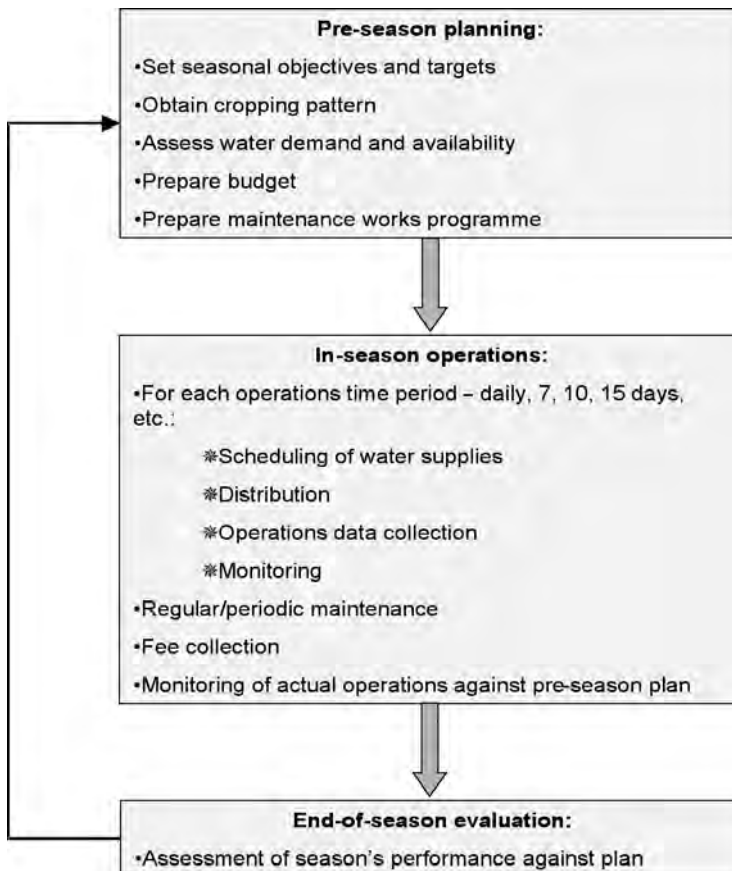 Pre-season planning:
•Set seasonal objectives and targets
•Obtain cropping pattern
•Assess water demand and availability
•Prepare budget
•Prepare maintenance works programme
In-season operations:
•For each operations time period – daily, 7, 10, 15 days,
etc.:
⁕Scheduling of water supplies
⁕Distribution
⁕Operations data collection
⁕Monitoring
•Regular/periodic maintenance
•Fee collection
•Monitoring of actual operations against pre-season plan
End-of-season evaluation:
•Assessment of season's performance against plan